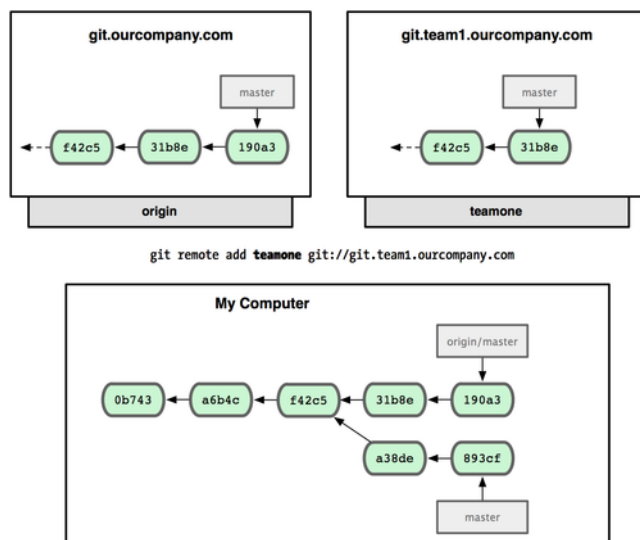 git.ourcompany.com
master
f42c5 31b8e 190a3
origin
git.team1.ourcompany.com
master
f42c5 31b8e
teamone
git remote add teamone git://git.team1.ourcompany.com
My Computer
origin/master
0b743 a6b4c f42c5 31b8e 190a3
a38de 893cf
master